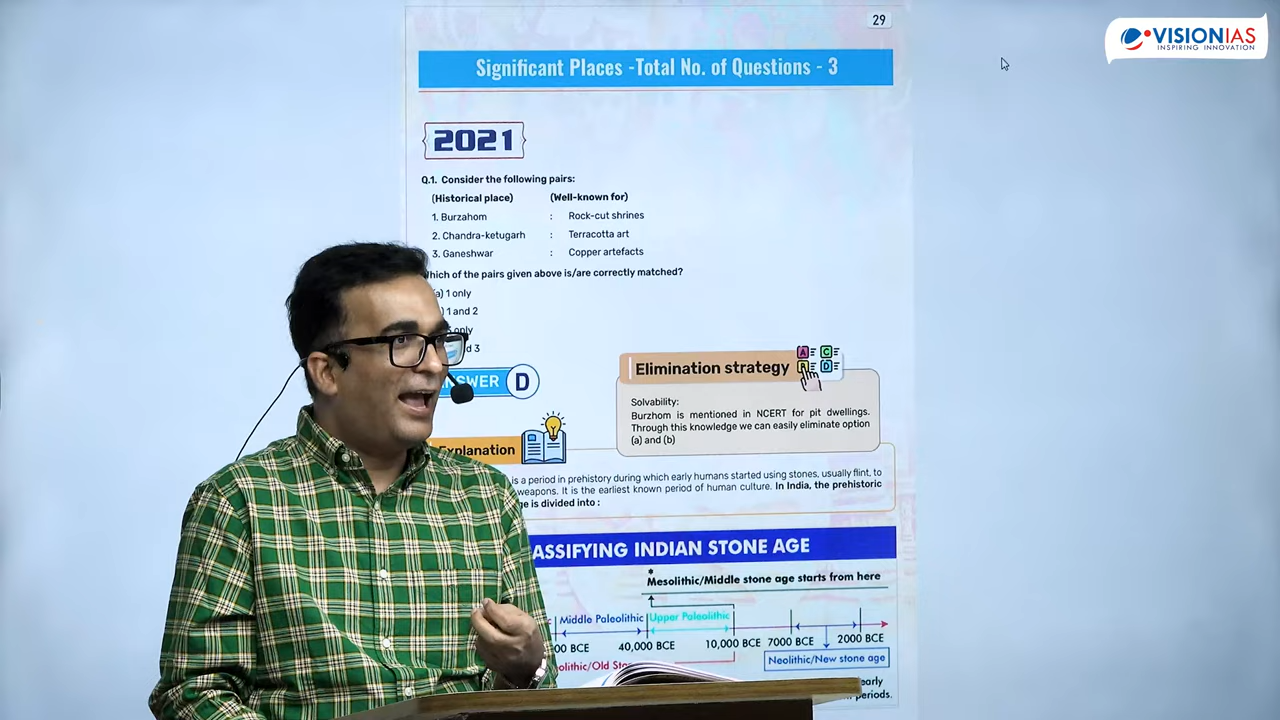 29
VISIONIAS
INSPIRING INNOVATION
Significant Places -Total No. of Questions - 3
2021
Q.1. Consider the following pairs:
(Historical place) (Well-known for)
1. Burzahom : Rock-cut shrines
2. Chandra-ketugarh : Terracotta art
3. Ganeshwar : Copper artefacts
of the pairs given above is/are correctly matched?
a) 1 only
) 1 and 2
only
3
D
Elimination strategy
A C
D
Solvability:
Burzhom is mentioned in NCERT for pit dwellings.
Through this knowledge we can easily eliminate option
(a) and (b)
Explanation
is a period in prehistory during which early humans started using stones, usually flint, to
weapons. It is the earliest known period of human culture. In India, the prehistoric
is divided into :
INDIAN STONE AGE
*
Mesolithic/Middle stone age starts from here
Middle Paleolithic Upper Paleolithic
BCE 40,000 BCE 10,000 BCE 7000 BCE 2000 BCE
Neolithic/New stone age
early
periods.